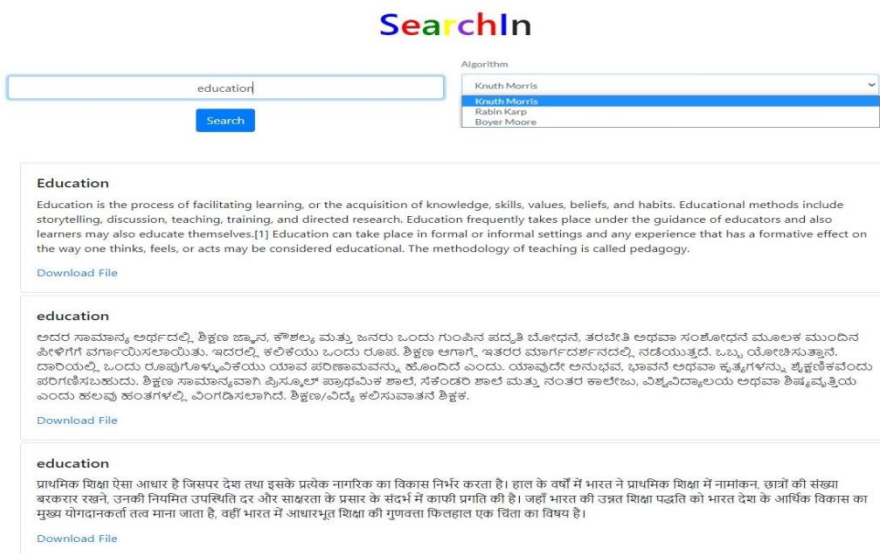 SearchIn
Algorithm
education
Knuth Morris
Knuth Morris
Rabin Karp
Boyer Moore
Search
Education
Education is the process of facilitating learning, or the acquisition of knowledge, skills, values, beliefs, and habits. Educational methods include
storytelling, discussion, teaching, training, and directed research. Education frequently takes place under the guidance of educators and also
learners may also educate themselves.[1] Education can take place in formal or informal settings and any experience that has a formative effect on
the way one thinks, feels, or acts may be considered educational. The methodology of teaching is called pedagogy.
Download File
education
ಅದರ ಸಾಮಾನ್ಯ ಅರ್ಥದಲ್ಲಿ ಶಿಕ್ಷಣ ಜ್ಞಾನ, ಕೌಶಲ್ಯ ಮತ್ತು ಜನರು ಒಂದು ಗುಂಪಿನ ಪದ್ಧತಿ ಬೋಧನೆ, ತರಬೇತಿ ಅಥವಾ ಸಂಶೋಧನೆ ಮೂಲಕ ಮುಂದಿನ
ಪೀಳಿಗೆಗೆ ವರ್ಗಾಯಿಸಲಾಯಿತು. ಇದರಲ್ಲಿ ಕಲಿಕೆಯು ಒಂದು ರೂಪ. ಶಿಕ್ಷಣ ಆಗಾಗ್ಗೆ ಇತರರ ಮಾರ್ಗದರ್ಶನದಲ್ಲಿ ನಡೆಯುತ್ತದೆ. ಒಬ್ಬ ಯೋಚಿಸುತ್ತಾನೆ.
ದಾರಿಯಲ್ಲಿ ಒಂದು ರೂಪುಗೊಳ್ಳುವಿಕೆಯು ಯಾವ ಪರಿಣಾಮವನ್ನು ಹೊಂದಿದೆ ಎಂದು. ಯಾವುದೇ ಅನುಭವ, ಭಾವನೆ ಅಥವಾ ಕೃತ್ಯಗಳನ್ನು ಶೈಕ್ಷಣಿಕವೆಂದು
ಪರಿಗಣಿಸಬಹುದು. ಶಿಕ್ಷಣ ಸಾಮಾನ್ಯವಾಗಿ ಪ್ರಿಸ್ಕೂಲ್ ಪ್ರಾಥಮಿಕ ಶಾಲೆ, ಸೆಕೆಂಡರಿ ಶಾಲೆ ಮತ್ತು ನಂತರ ಕಾಲೇಜು, ವಿಶ್ವವಿದ್ಯಾಲಯ ಅಥವಾ ಶಿಷ್ಯವೃತ್ತಿಯ
ಎಂದು ಹಲವು ಹಂತಗಳಲ್ಲಿ ವಿಂಗಡಿಸಲಾಗಿದೆ. ಶಿಕ್ಷಣ/ವಿದ್ಯೆ ಕಲಿಸುವಾತನೆ ಶಿಕ್ಷಕ.
Download File
education
प्राथमिक शिक्षा ऐसा आधार है जिसपर देश तथा इसके प्रत्येक नागरिक का विकास निर्भर करता है। हाल के वर्षों में भारत ने प्राथमिक शिक्षा में नामांकन, छात्रों की संख्या
बरकरार रखने, उनकी नियमित उपस्थिति दर और साक्षरता के प्रसार के संदर्भ में काफी प्रगति की है। जहाँ भारत की उन्नत शिक्षा पद्धति को भारत देश के आर्थिक विकास का
मुख्य योगदानकर्ता तत्व माना जाता है, वहीं भारत में आधारभूत शिक्षा की गुणवत्ता फिलहाल एक चिंता का विषय है।
Download File